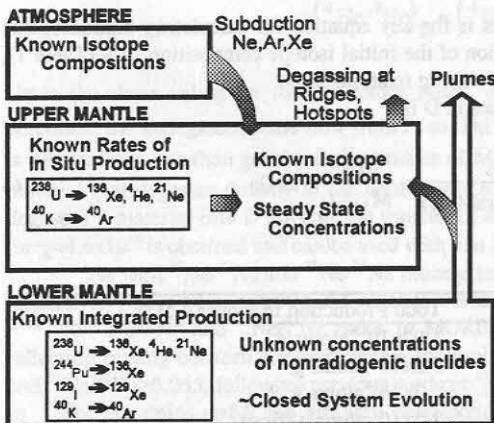 ATMOSPHERE
Known Isotope
Compositions
Subduction
Ne,Ar,Xe
Degassing at
Ridges,
Hotspots
Plumes
UPPER MANTLE
Known Rates of
In Situ Production
²³⁸U → ¹³⁶Xe, ⁴He, ²¹Ne
⁴⁰K → ⁴⁰Ar
Known Isotope
Compositions
Steady State
Concentrations
LOWER MANTLE
Known Integrated Production
²³⁸U → ¹³⁶Xe, ⁴He, ²¹Ne
²⁴⁴Pu → ¹³⁶Xe
¹²⁹I → ¹²⁹Xe
⁴⁰K → ⁴⁰Ar
Unknown concentrations
of nonradiogenic nuclides
~Closed System Evolution